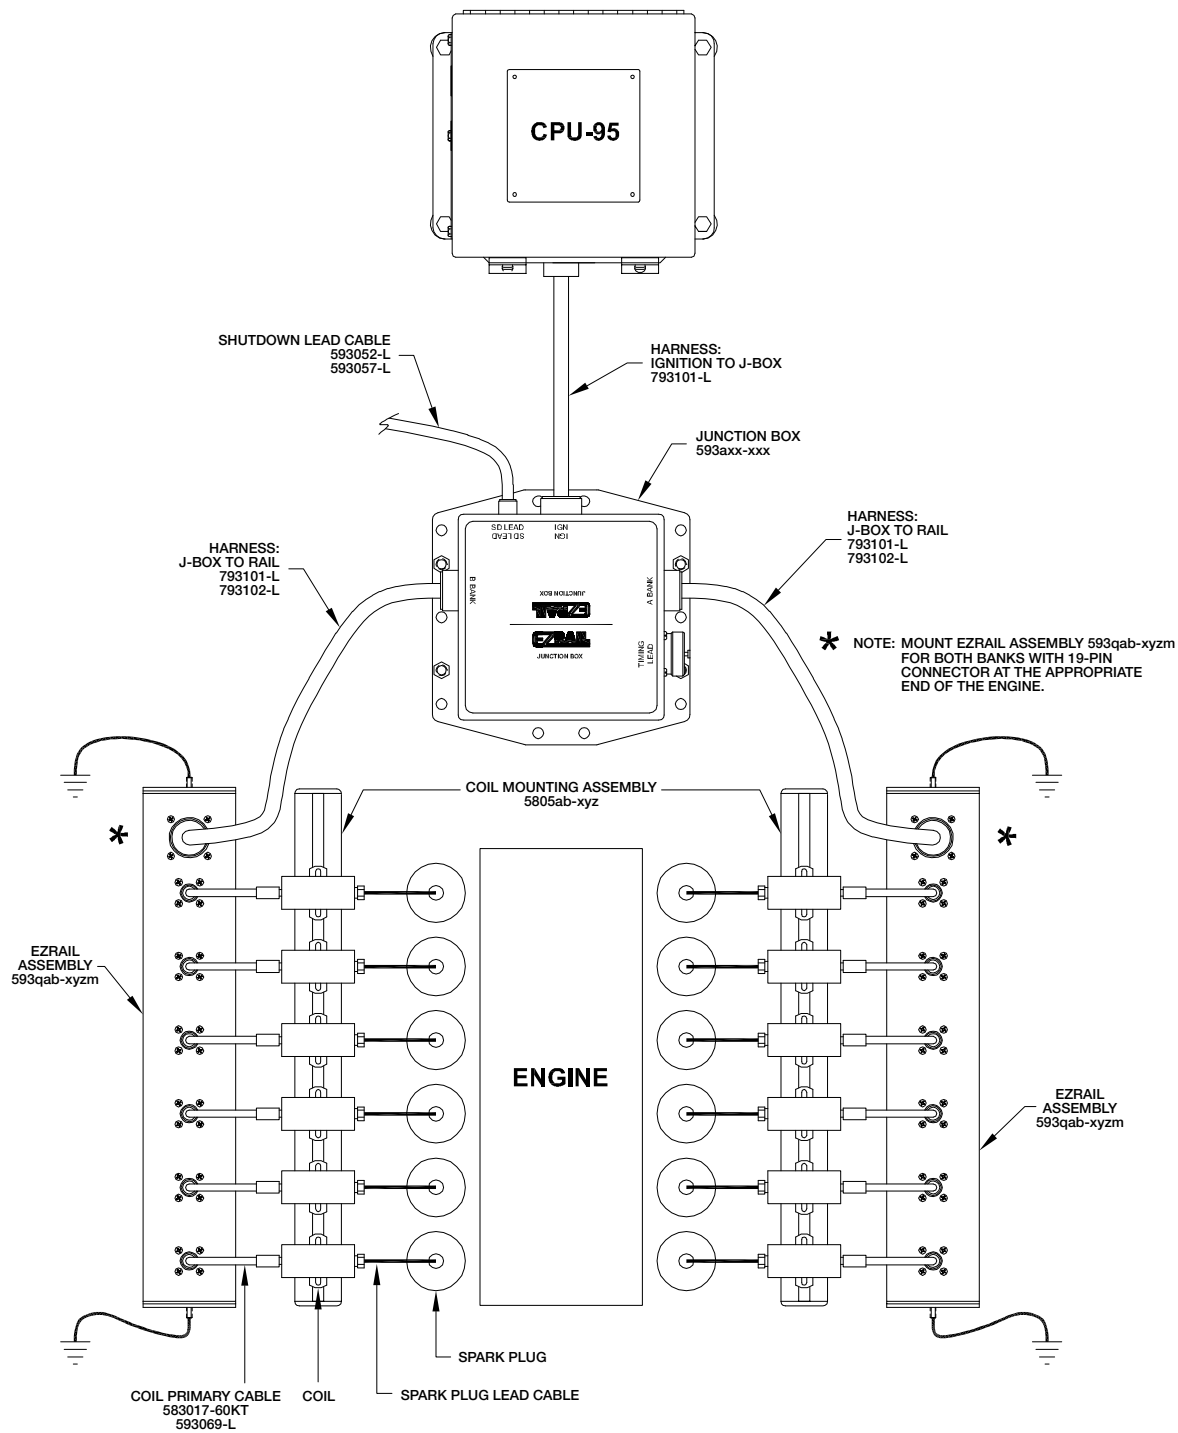 CPU-95
SHUTDOWN LEAD CABLE
593052-L
593057-L
HARNESS:
IGNITION TO J-BOX
793101-L
JUNCTION BOX
593axx-xxx
HARNESS:
J-BOX TO RAIL
793101-L
793102-L
HARNESS:
J-BOX TO RAIL
793101-L
793102-L
SD LEAD
SD LEAD
IGN
IGN
B BANK
A BANK
JUNCTION BOX
EZRAIL
EZRAIL
JUNCTION BOX
TIMING
LEAD
* NOTE: MOUNT EZRAIL ASSEMBLY 593qab-xyzm
FOR BOTH BANKS WITH 19-PIN
CONNECTOR AT THE APPROPRIATE
END OF THE ENGINE.
COIL MOUNTING ASSEMBLY
5805ab-xyz
*
*
EZRAIL
ASSEMBLY
593qab-xyzm
ENGINE
EZRAIL
ASSEMBLY
593qab-xyzm
SPARK PLUG
COIL PRIMARY CABLE
583017-60KT
593069-L
COIL
SPARK PLUG LEAD CABLE